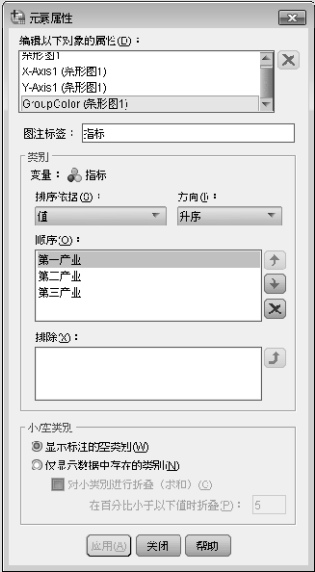 元素属性
编辑以下对象的属性(D)：
条形图1
X-Axis1 (条形图1)
Y-Axis1 (条形图1)
GroupColor (条形图1)
图注标签： 指标
类别
变量： 指标
排序依据(O)： 方向(I)：
值 升序
顺序(O)：
第一产业
第二产业
第三产业
排除(X)：
小/空类别
显示标注的空类别(W)
仅显示数据中存在的类别(N)
对小类别进行折叠（求和）(C)
在百分比小于以下值时折叠(P)： 5
应用(A) 关闭 帮助